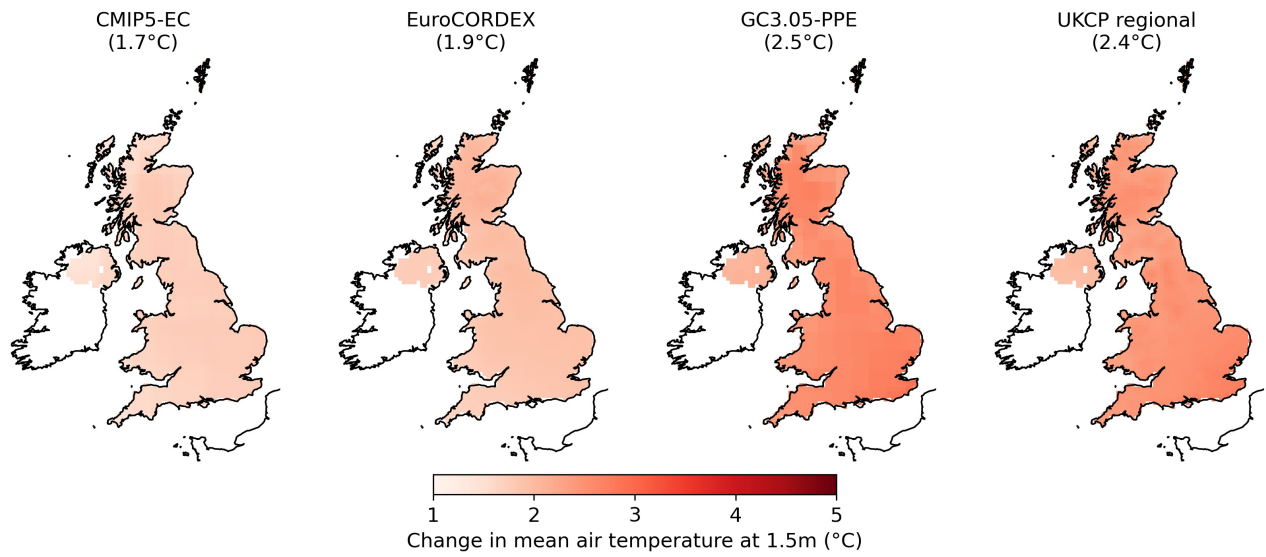 CMIP5-EC
(1.7°C)
EuroCORDEX
(1.9°C)
GC3.05-PPE
(2.5°C)
UKCP regional
(2.4°C)
1 2 3 4 5
Change in mean air temperature at 1.5m (°C)